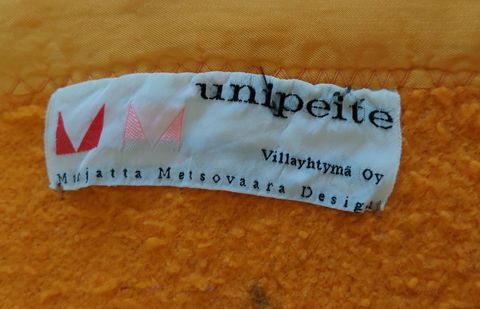 unipeite
Villayhtymä Oy
Marjatta Metsovaara Design